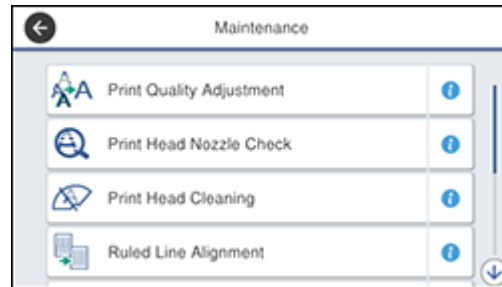 Maintenance
Print Quality Adjustment
Print Head Nozzle Check
Print Head Cleaning
Ruled Line Alignment